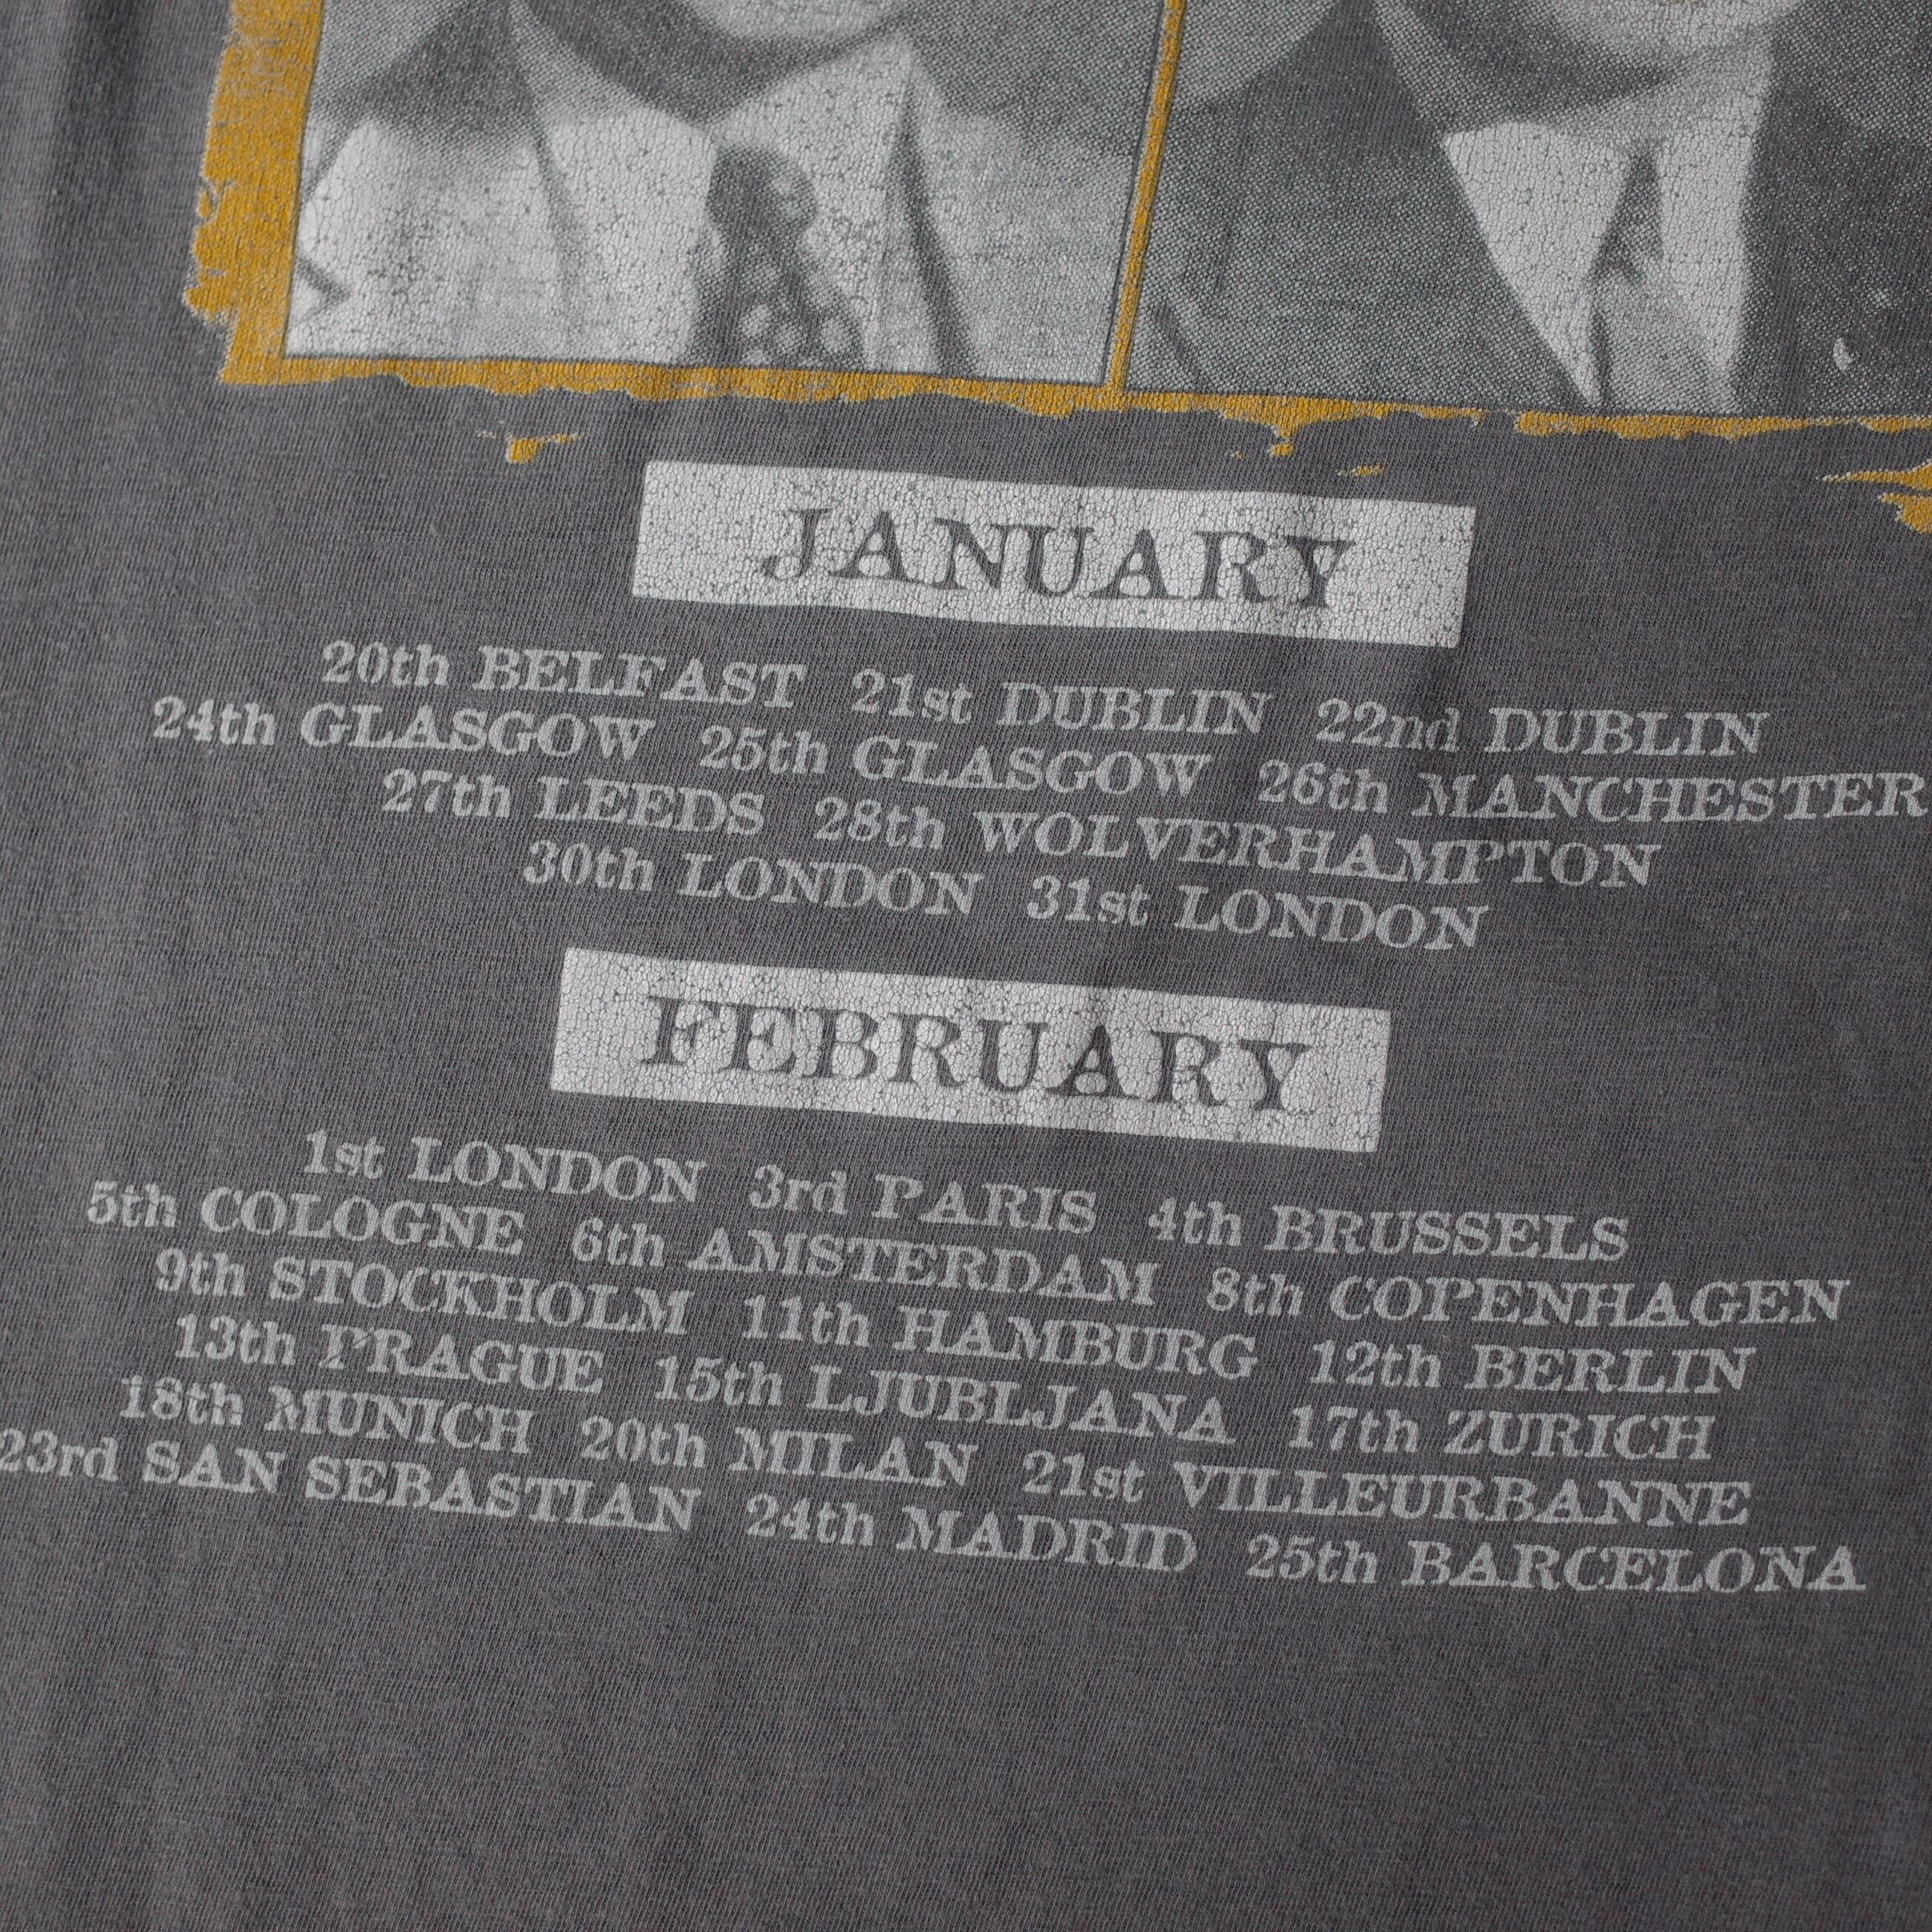 JANUARY
20th BELFAST 21st DUBLIN 22nd DUBLIN
24th GLASGOW 25th GLASGOW 26th MANCHESTER
27th LEEDS 28th WOLVERHAMPTON
30th LONDON 31st LONDON
FEBRUARY
1st LONDON 3rd PARIS 4th BRUSSELS
5th COLOGNE 6th AMSTERDAM 8th COPENHAGEN
9th STOCKHOLM 11th HAMBURG 12th BERLIN
13th PRAGUE 15th LJUBLJANA 17th ZURICH
18th MUNICH 20th MILAN 21st VILLEURBANNE
23rd SAN SEBASTIAN 24th MADRID 25th BARCELONA